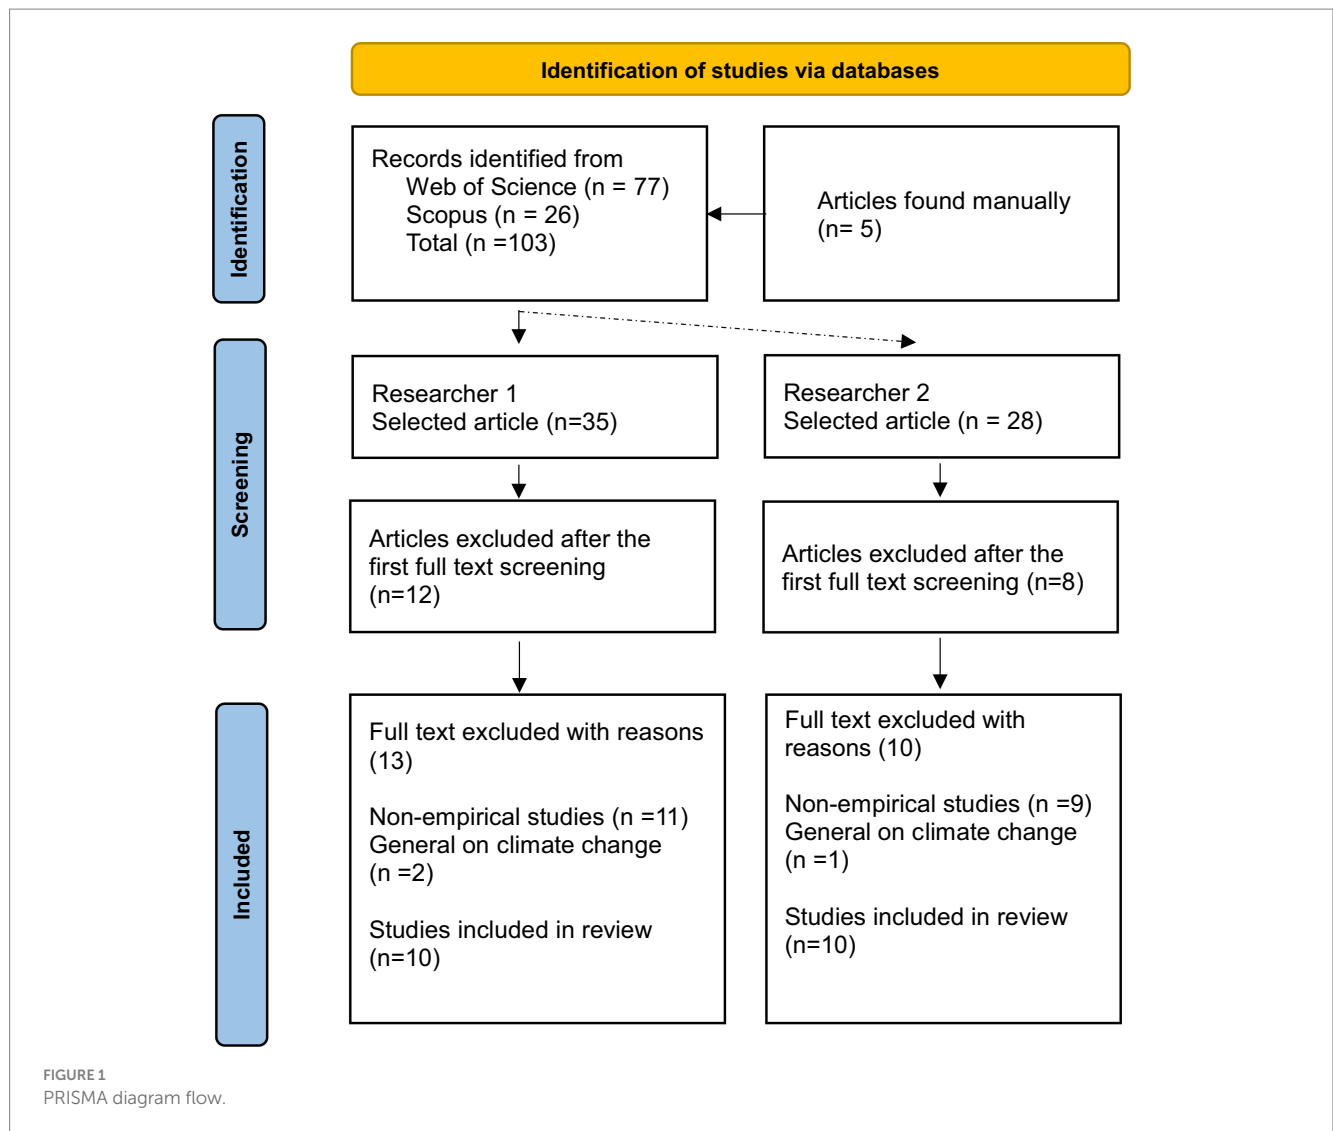 Identification of studies via databases
Identification
Records identified from
Web of Science (n = 77)
Scopus (n = 26)
Total (n =103)
Articles found manually
(n= 5)
Screening
Researcher 1
Selected article (n=35)
Researcher 2
Selected article (n = 28)
Articles excluded after the
first full text screening
(n=12)
Articles excluded after the
first full text screening (n=8)
Included
Full text excluded with reasons
(13)
Non-empirical studies (n =11)
General on climate change
(n =2)
Studies included in review
(n=10)
Full text excluded with
reasons (10)
Non-empirical studies (n =9)
General on climate change
(n =1)
Studies included in review
(n=10)
FIGURE 1
PRISMA diagram flow.